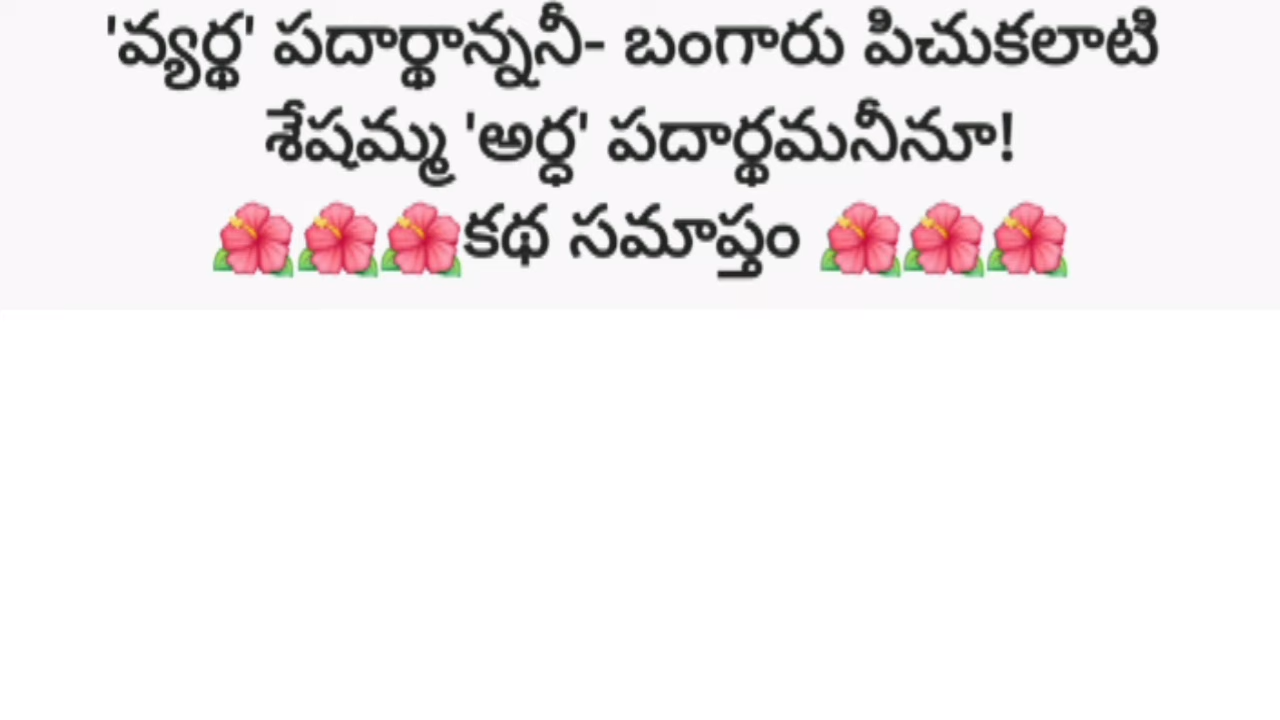 'వ్యర్థ' పదార్థాన్ననీ- బంగారు పిచుకలాటి
శేషమ్మ 'అర్ధ' పదార్థమనీనూ!
🌺🌺🌺కథ సమాప్తం 🌺🌺🌺